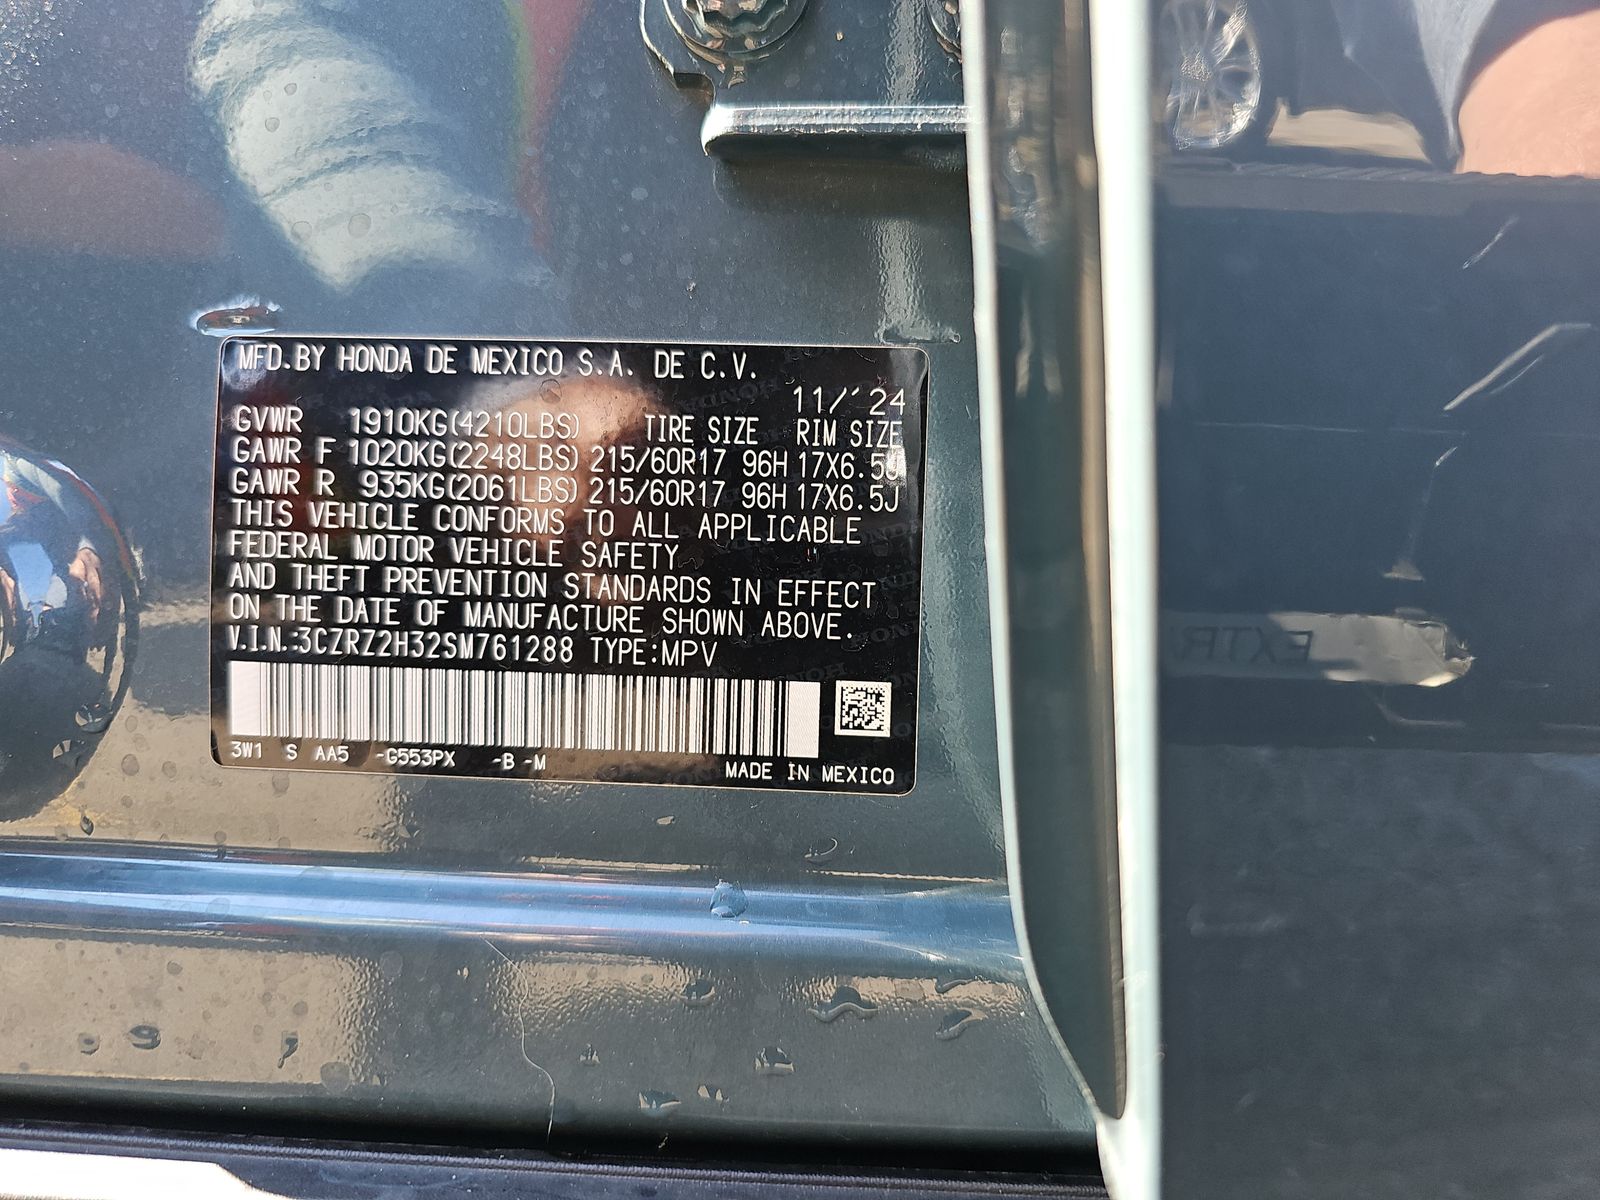 MFD.BY HONDA DE MEXICO S.A. DE C.V.
11/'24
GVWR 1910KG(4210LBS) TIRE SIZE RIM SIZE
GAWR F 1020KG(2248LBS) 215/60R17 96H 17X6.5J
GAWR R 935KG(2061LBS) 215/60R17 96H 17X6.5J
THIS VEHICLE CONFORMS TO ALL APPLICABLE
FEDERAL MOTOR VEHICLE SAFETY
AND THEFT PREVENTION STANDARDS IN EFFECT
ON THE DATE OF MANUFACTURE SHOWN ABOVE.
V.I.N.:3CZRZ2H32SM761288 TYPE:MPV
3W1 S AA5 -G553PX -B -M
MADE IN MEXICO